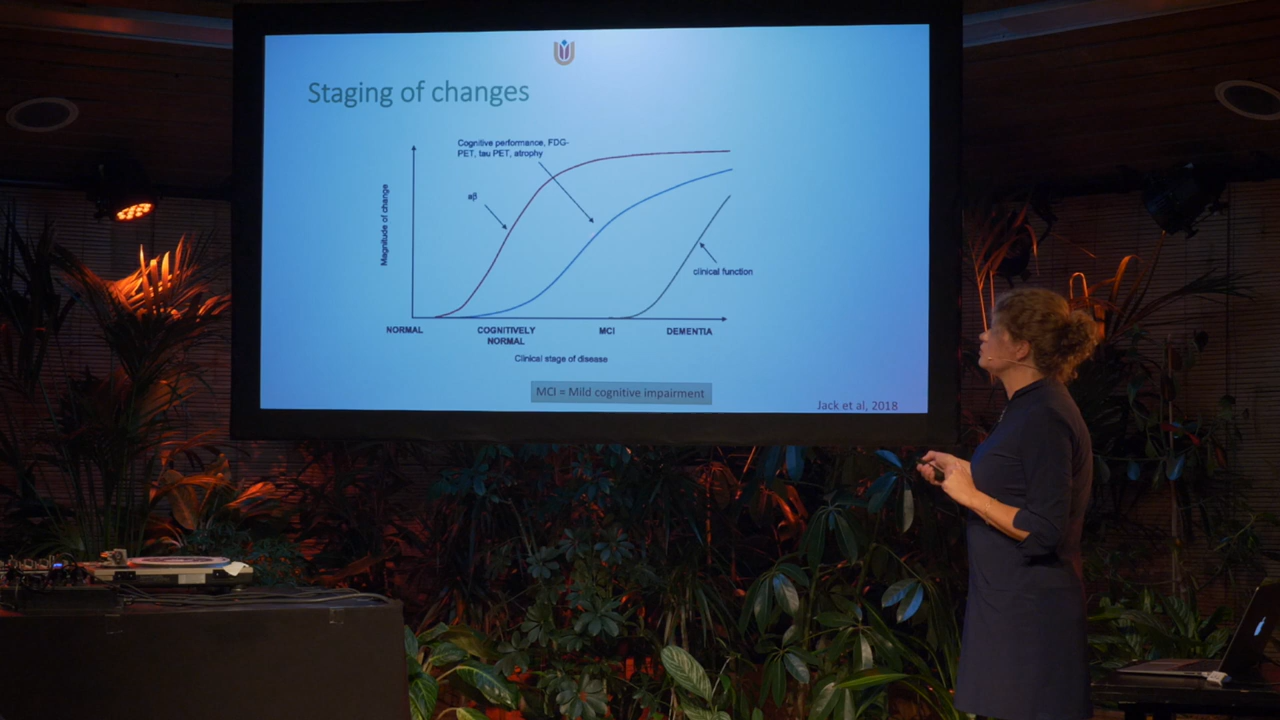 Staging of changes
Cognitive performance, FDG-
PET, tau PET, atrophy
aβ
Magnitude of change
clinical function
NORMAL
COGNITIVELY
NORMAL
MCI
DEMENTIA
Clinical stage of disease
MCI = Mild cognitive impairment
Jack et al, 2018